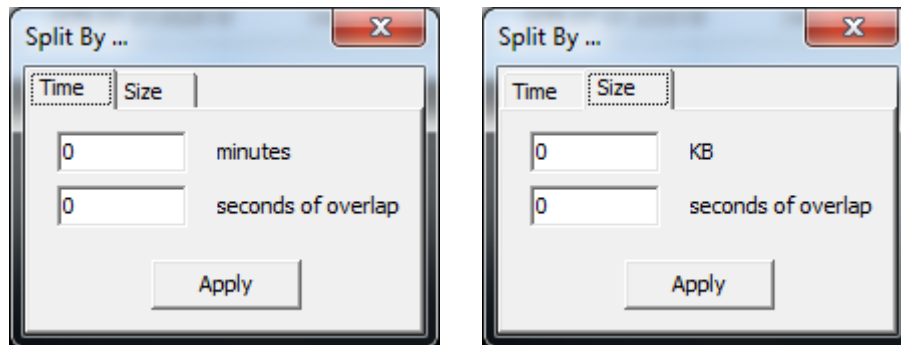 Split By ...
Time Size
0 minutes
0 seconds of overlap
Apply
Split By ...
Time Size
0 KB
0 seconds of overlap
Apply